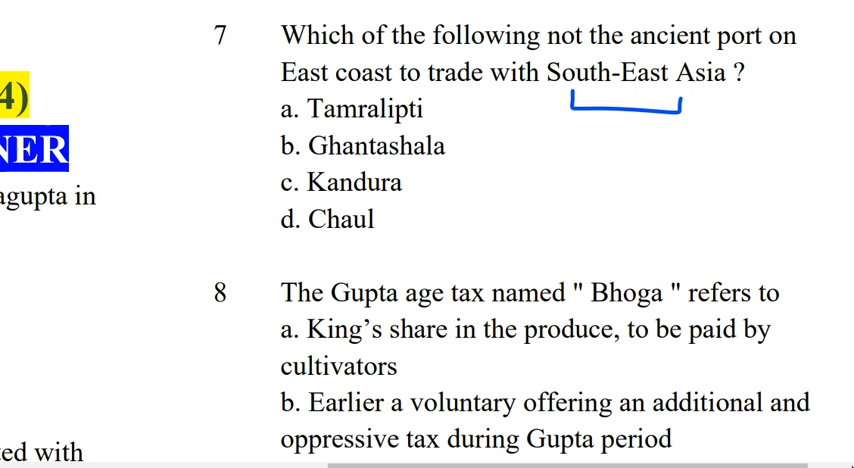 4)
NER
agupta in
ted with
7 Which of the following not the ancient port on
East coast to trade with South-East Asia ?
a. Tamralipti
b. Ghantashala
c. Kandura
d. Chaul
8 The Gupta age tax named " Bhoga " refers to
a. King’s share in the produce, to be paid by
cultivators
b. Earlier a voluntary offering an additional and
oppressive tax during Gupta period